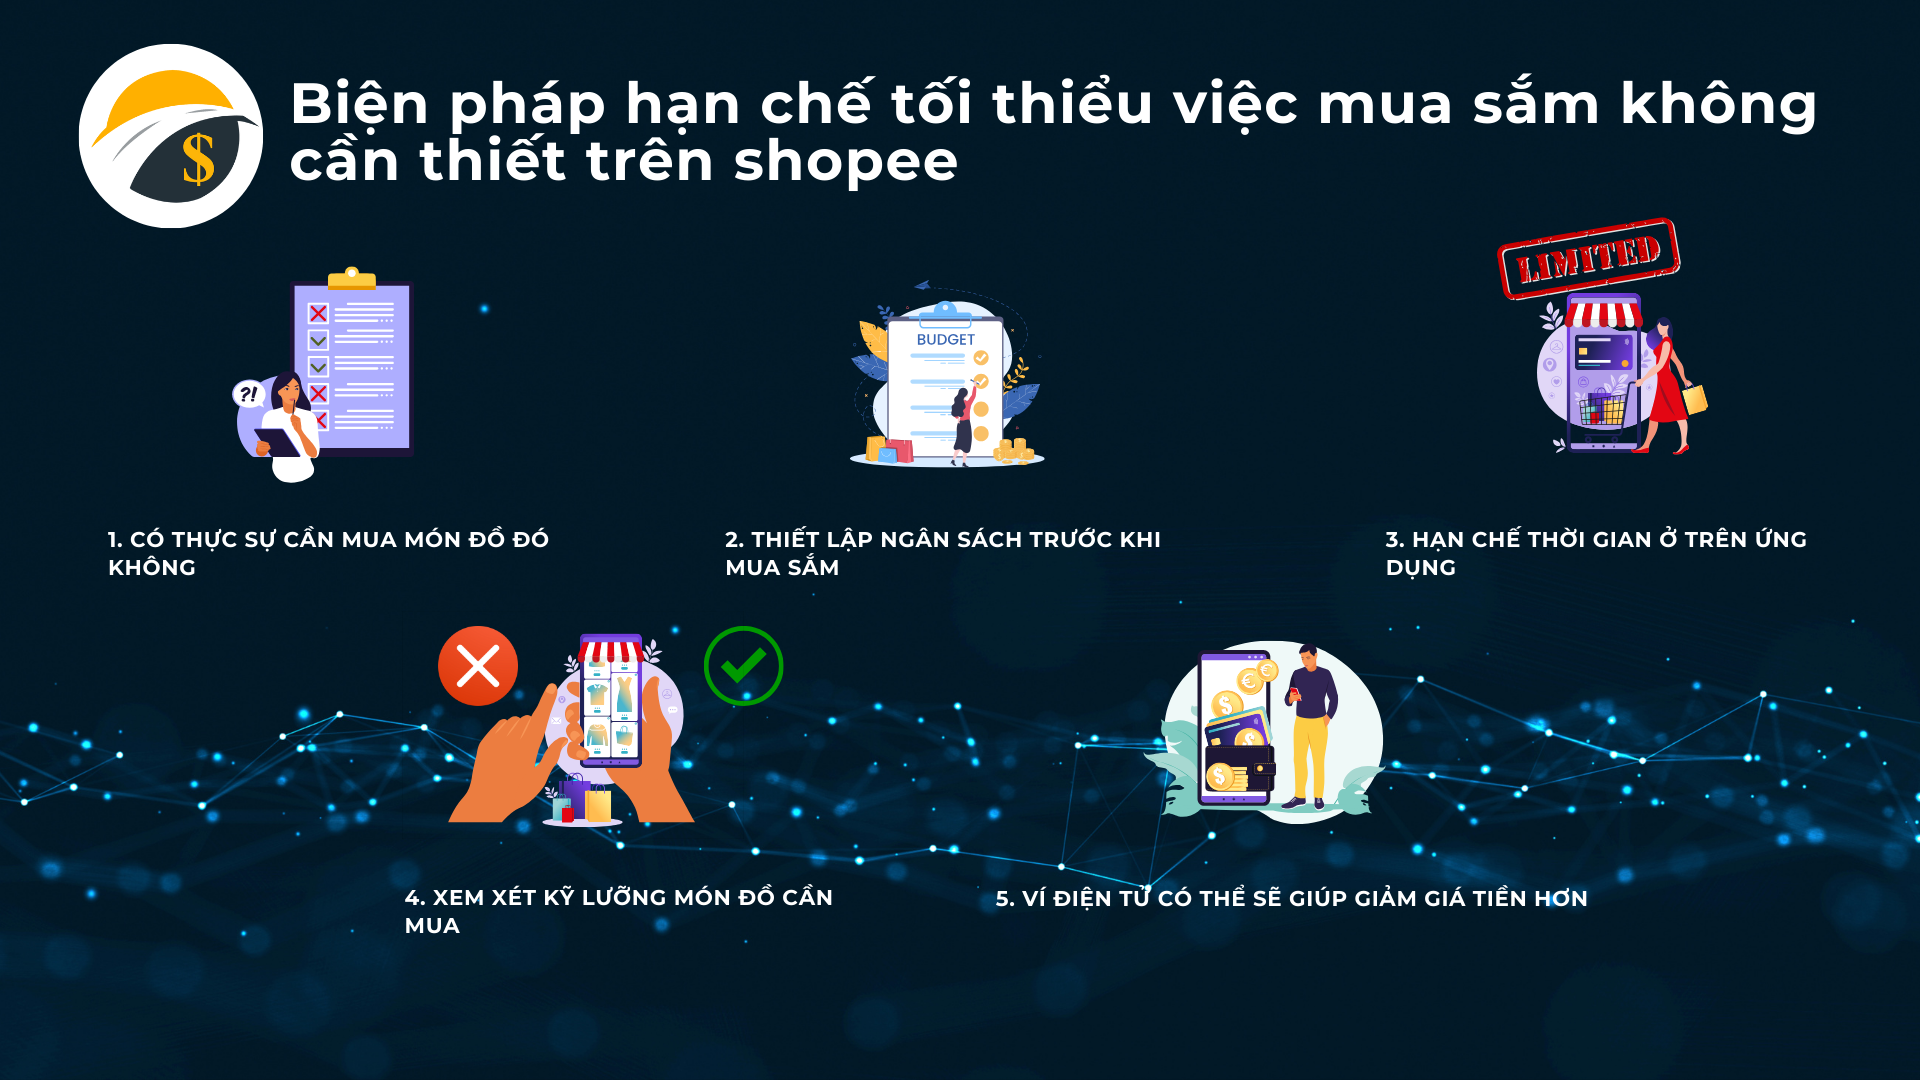 Biện pháp hạn chế tối thiểu việc mua sắm không
cần thiết trên shopee
$
LIMITED
?!
BUDGET
1. CÓ THỰC SỰ CẦN MUA MÓN ĐỒ ĐÓ
KHÔNG
2. THIẾT LẬP NGÂN SÁCH TRƯỚC KHI
MUA SẮM
3. HẠN CHẾ THỜI GIAN Ở TRÊN ỨNG
DỤNG
4. XEM XÉT KỸ LƯỠNG MÓN ĐỒ CẦN
MUA
5. VÍ ĐIỆN TỬ CÓ THỂ SẼ GIÚP GIẢM GIÁ TIỀN HƠN